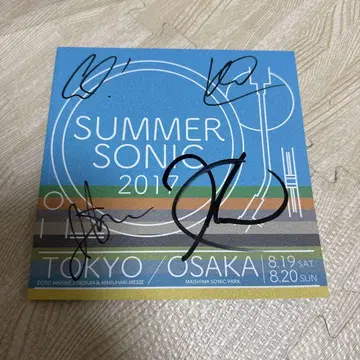 SUMMER
SONIC
2017
TOKYO / OSAKA
8.19 SAT
8.20 SUN
ZOZO MARINE STADIUM & MAKUHARI MESSE
MAISHIMA SONIC PARK